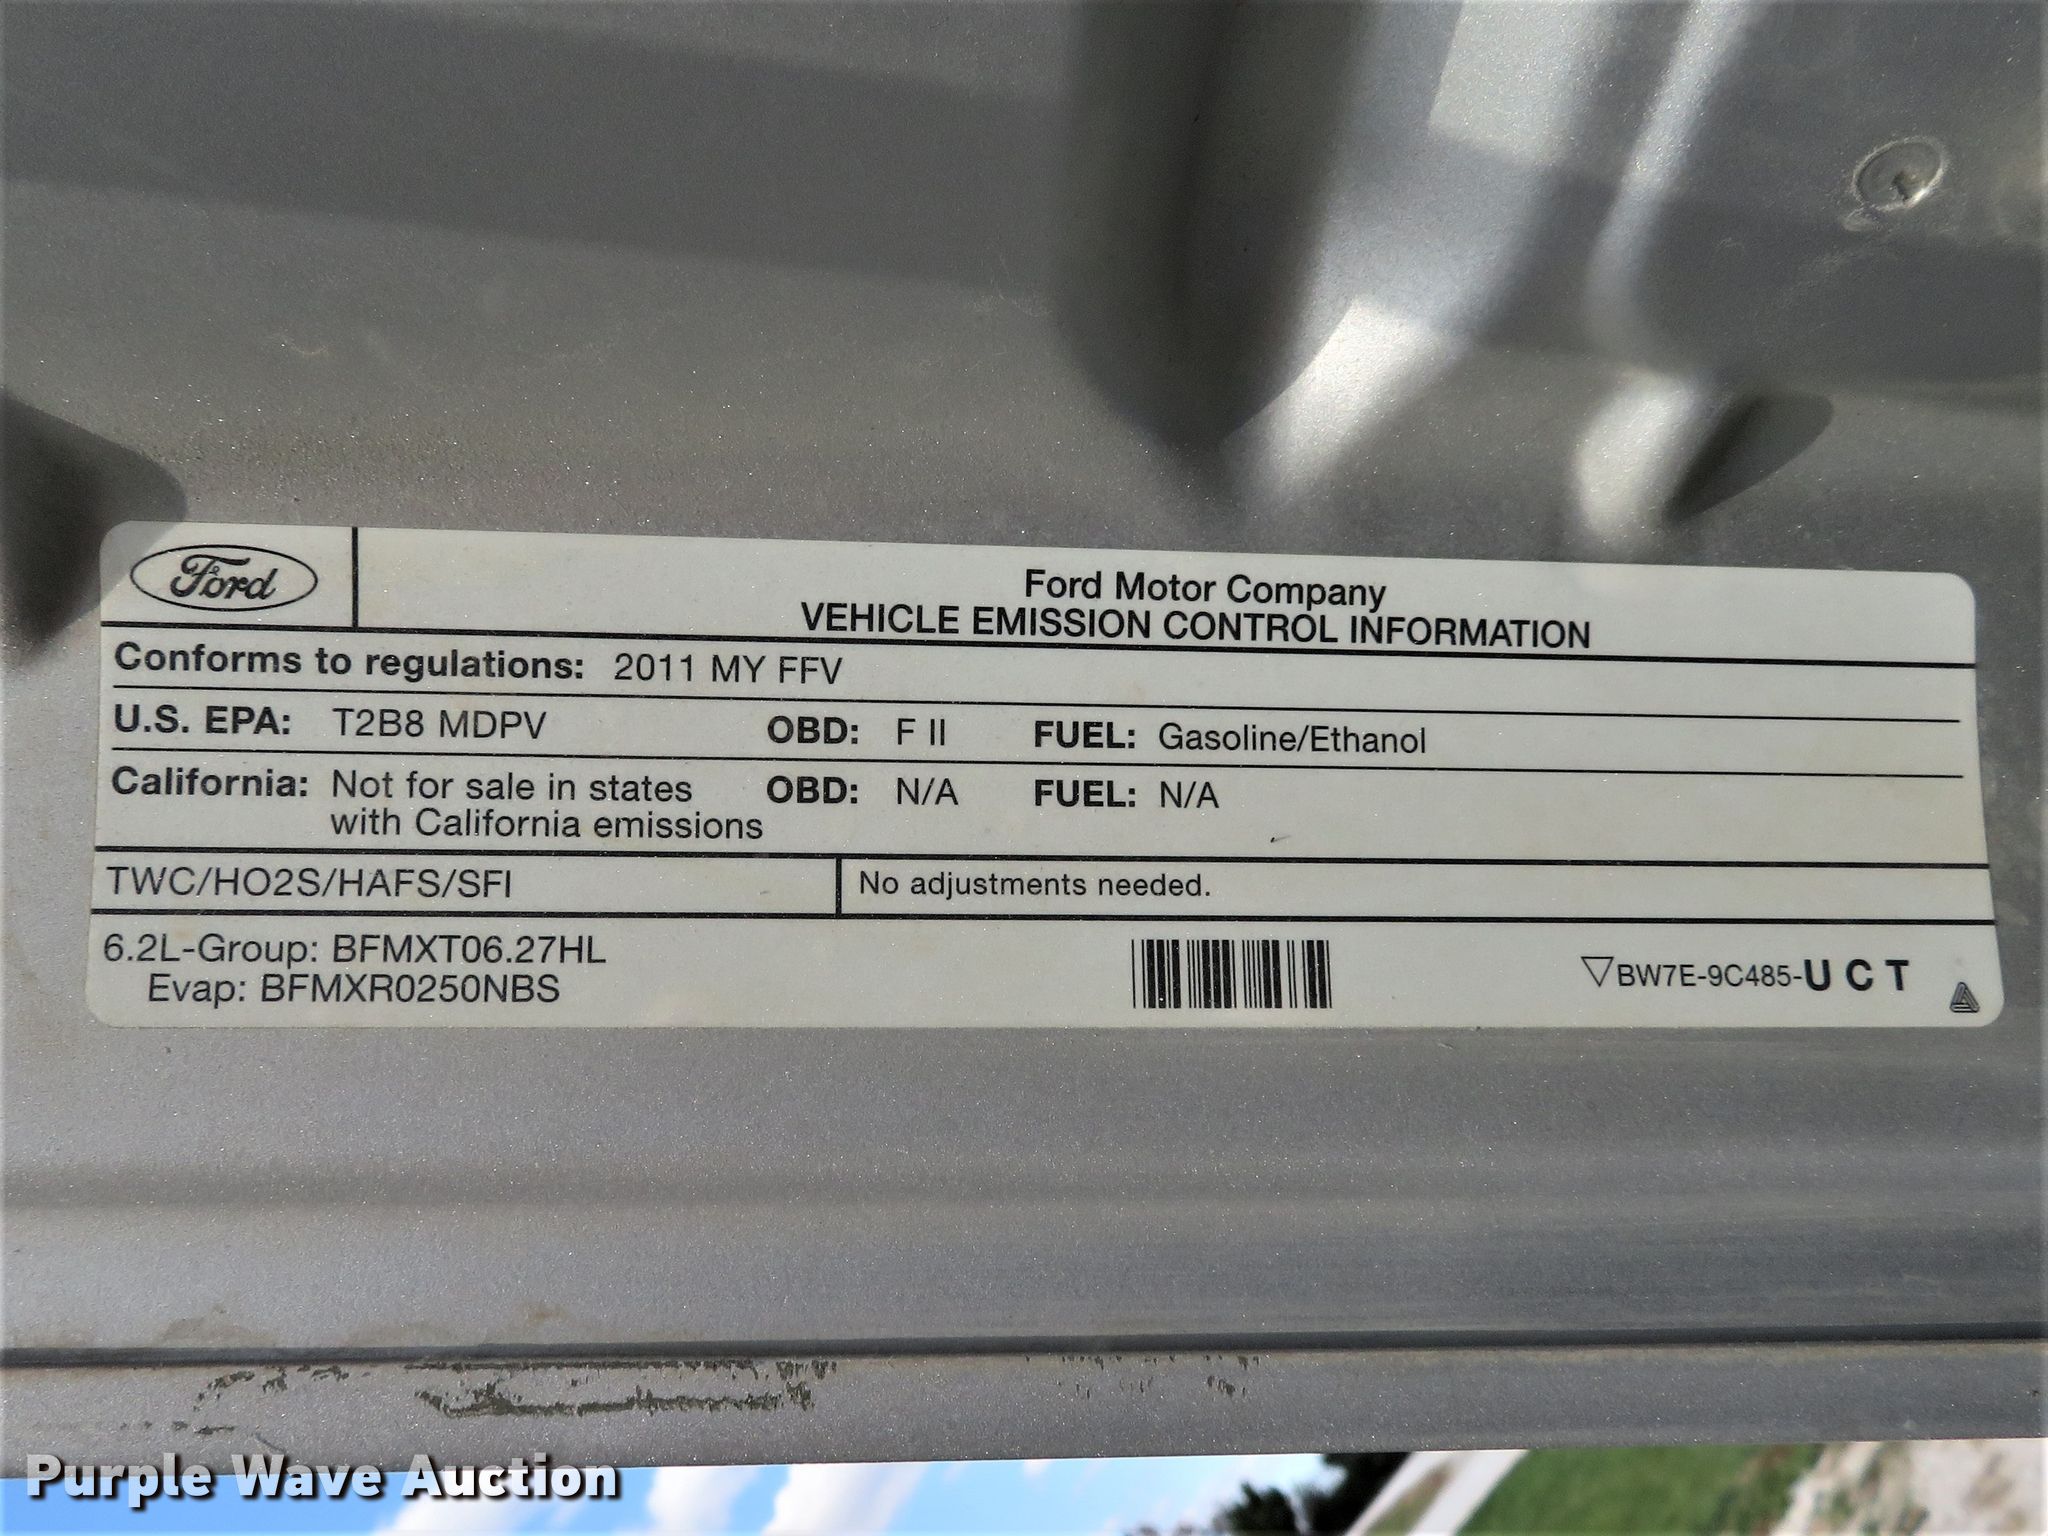 Ford
Ford Motor Company
VEHICLE EMISSION CONTROL INFORMATION
Conforms to regulations: 2011 MY FFV
U.S. EPA: T2B8 MDPV OBD: F II FUEL: Gasoline/Ethanol
California: Not for sale in states with California emissions OBD: N/A FUEL: N/A
TWC/HO2S/HAFS/SFI No adjustments needed.
6.2L-Group: BFMXT06.27HL
Evap: BFMXR0250NBS
BW7E-9C485-UCT
Purple Wave Auction